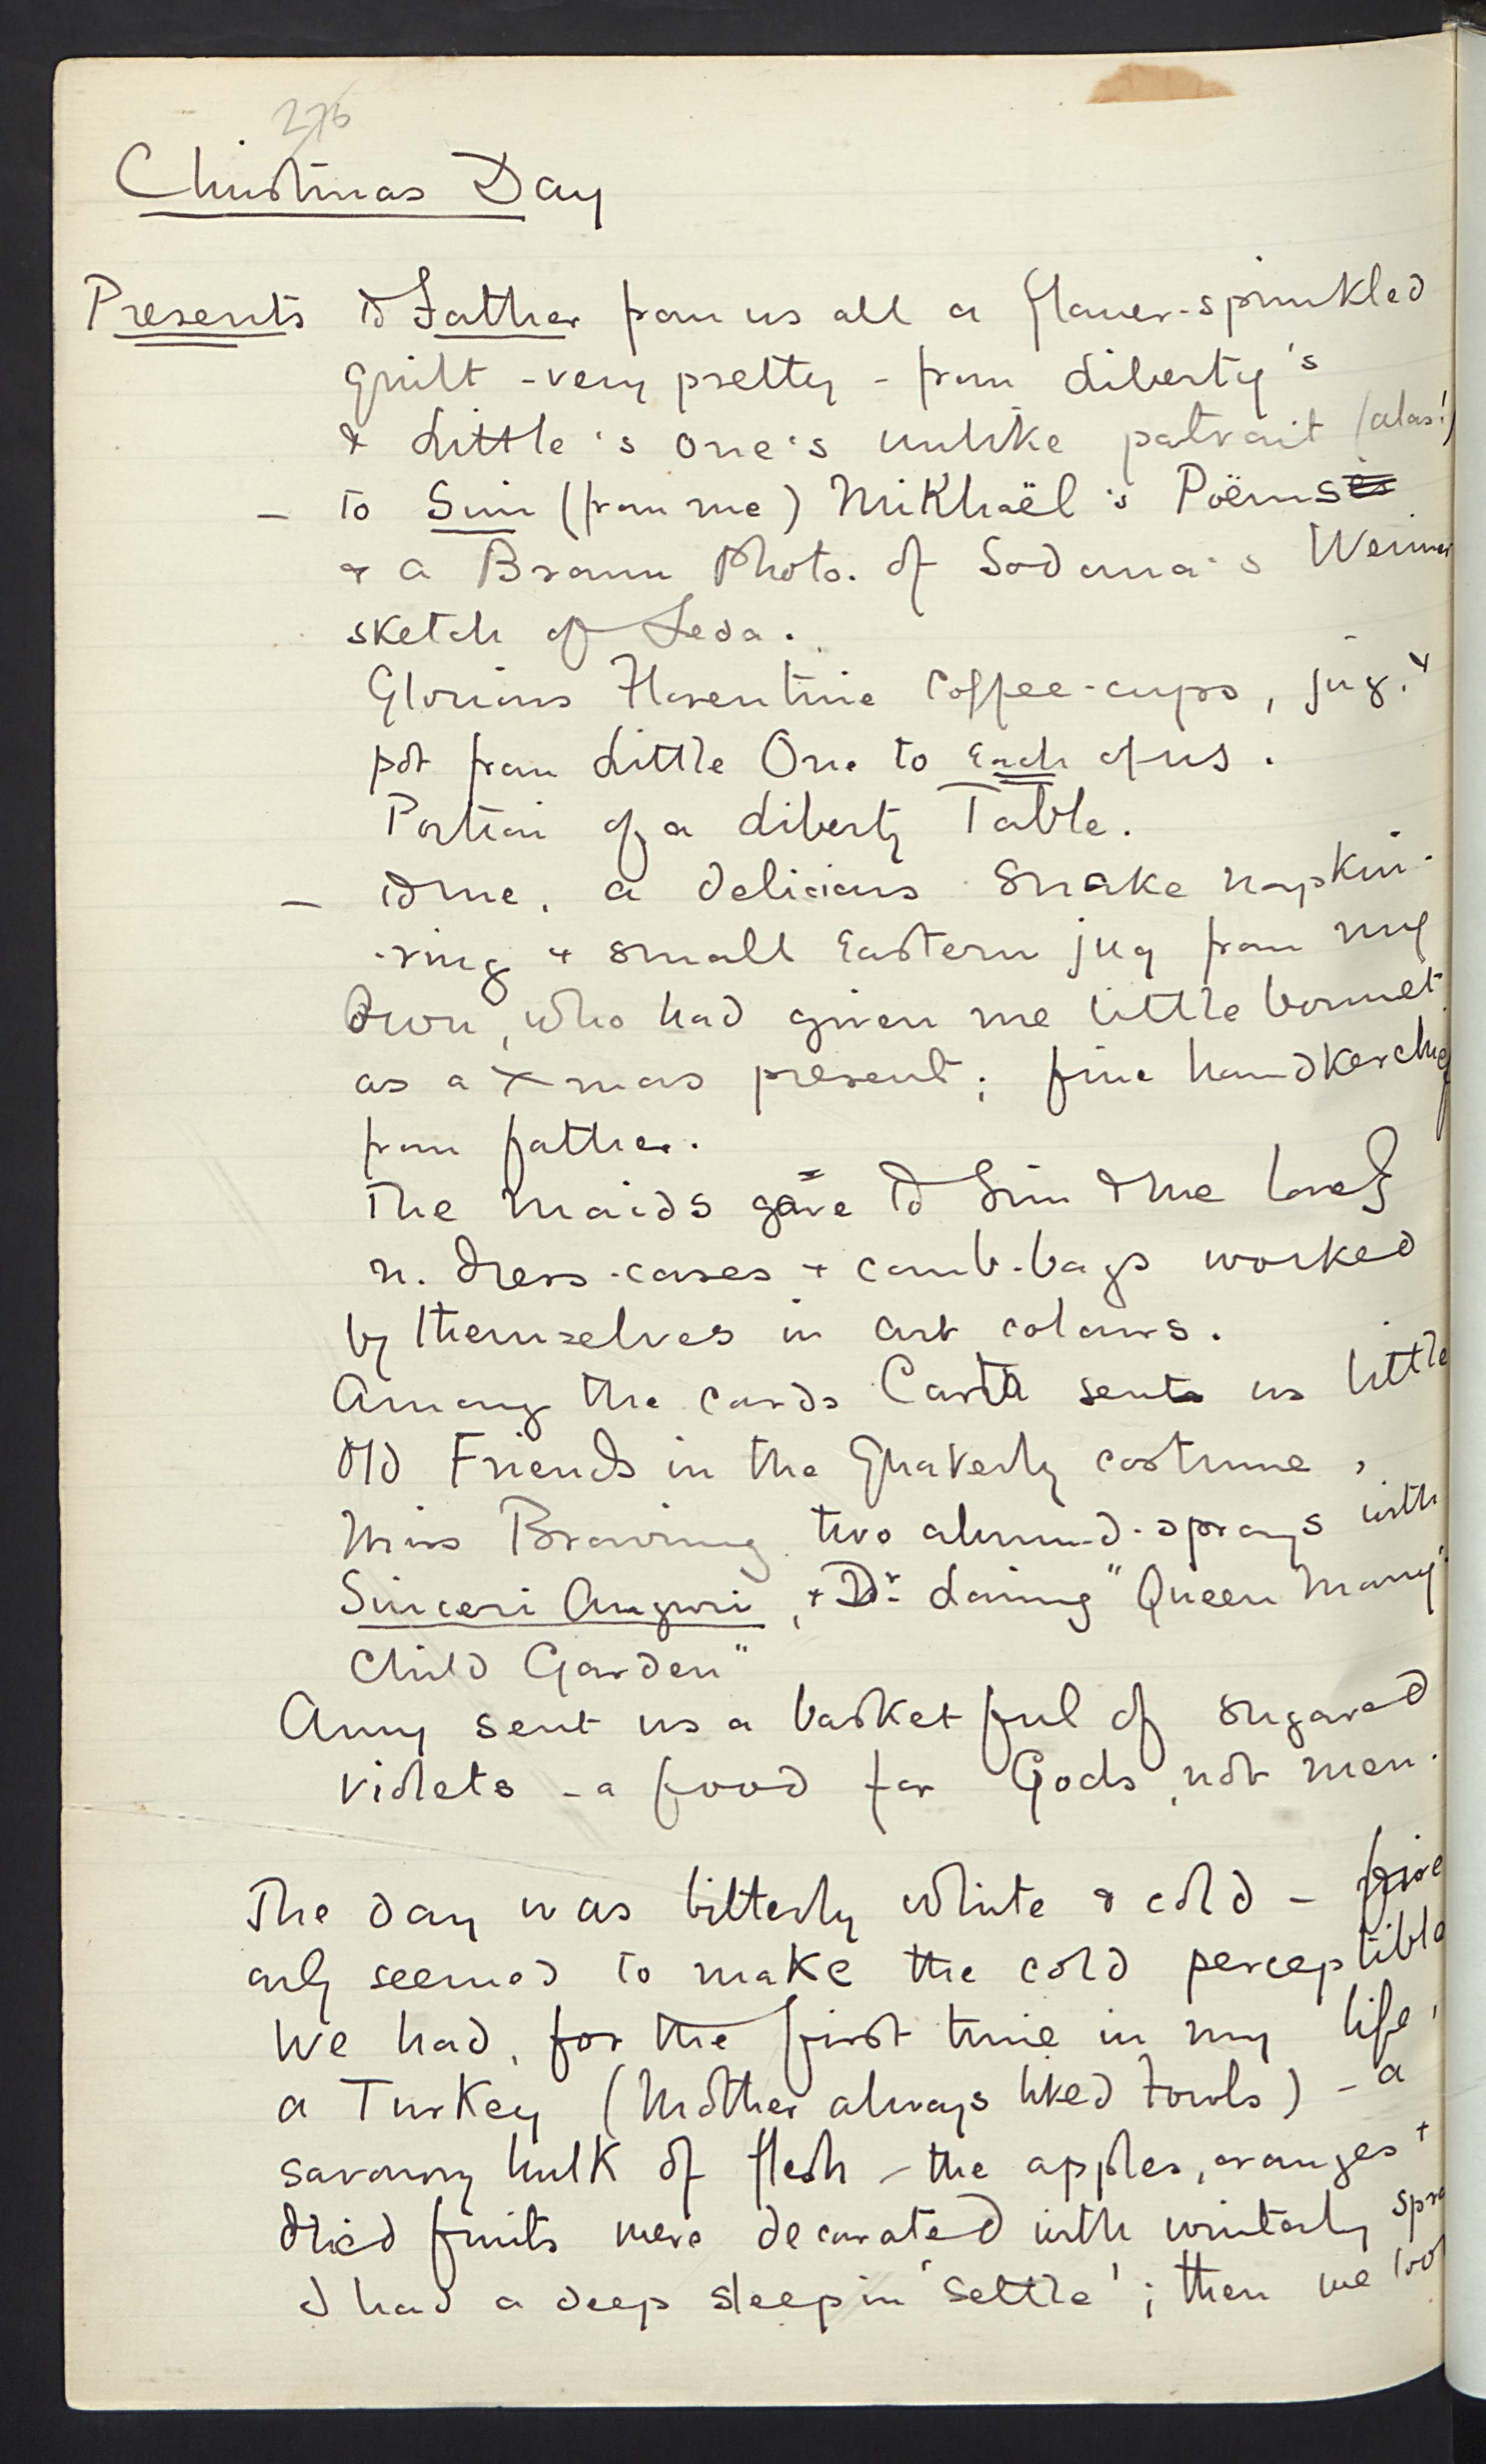 276
Christmas Day
Presents to Father from us all a flower-sprinkled
quilt - very pretty - from Liberty's
& Little's One's unlike portrait (alas!)
- to Sim (from me) Mikhaël's Poëms
& a Braun Photo. of Sodoma's Weimar
sketch of Leda.
Glorious Florentine Coffee-cups, jug. &
pot from Little One to Each of us.
Portion of a Liberty Table.
- to me, a delicious Snake napkin-
-ring + small Eastern jug from my
Own, who had given me little bonnet
as a Xmas present; fine handkerchief
from father.
The Maids gave to Sim & me lovely
n. dress-cases + comb-bags worked
by themselves in art colours.
Among the cards Carta sent us little
Old Friends in the Quakerly costume,
Miss Browning two almond-sprays with
Sinceri Auguri, + Dr. Laing "Queen Mary's
Child Garden"
Amy sent us a basket ful of sugared
violets - a food for Gods, not men.
The day was bitterly white & cold - fire
only seemed to make the cold perceptible
We had, for the first time in my life,
a Turkey (Mother always liked Fowls) - a
savoury hulk of flesh - the apples, oranges +
dried fruits were decorated with winterly
I had a deep sleep in 'Settle'; then we